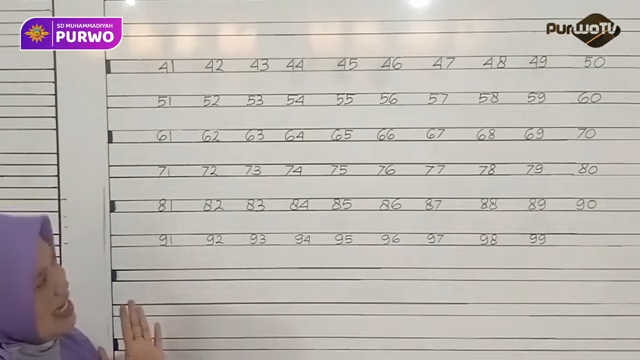 SD MUHAMMADIYAH
PURWO
PURWOTV
41 42 43 44 45 46 47 48 49 50
51 52 53 54 55 56 57 58 59 60
61 62 63 64 65 66 67 68 69 70
71 72 73 74 75 76 77 78 79 80
81 82 83 84 85 86 87 88 89 90
91 92 93 94 95 96 97 98 99